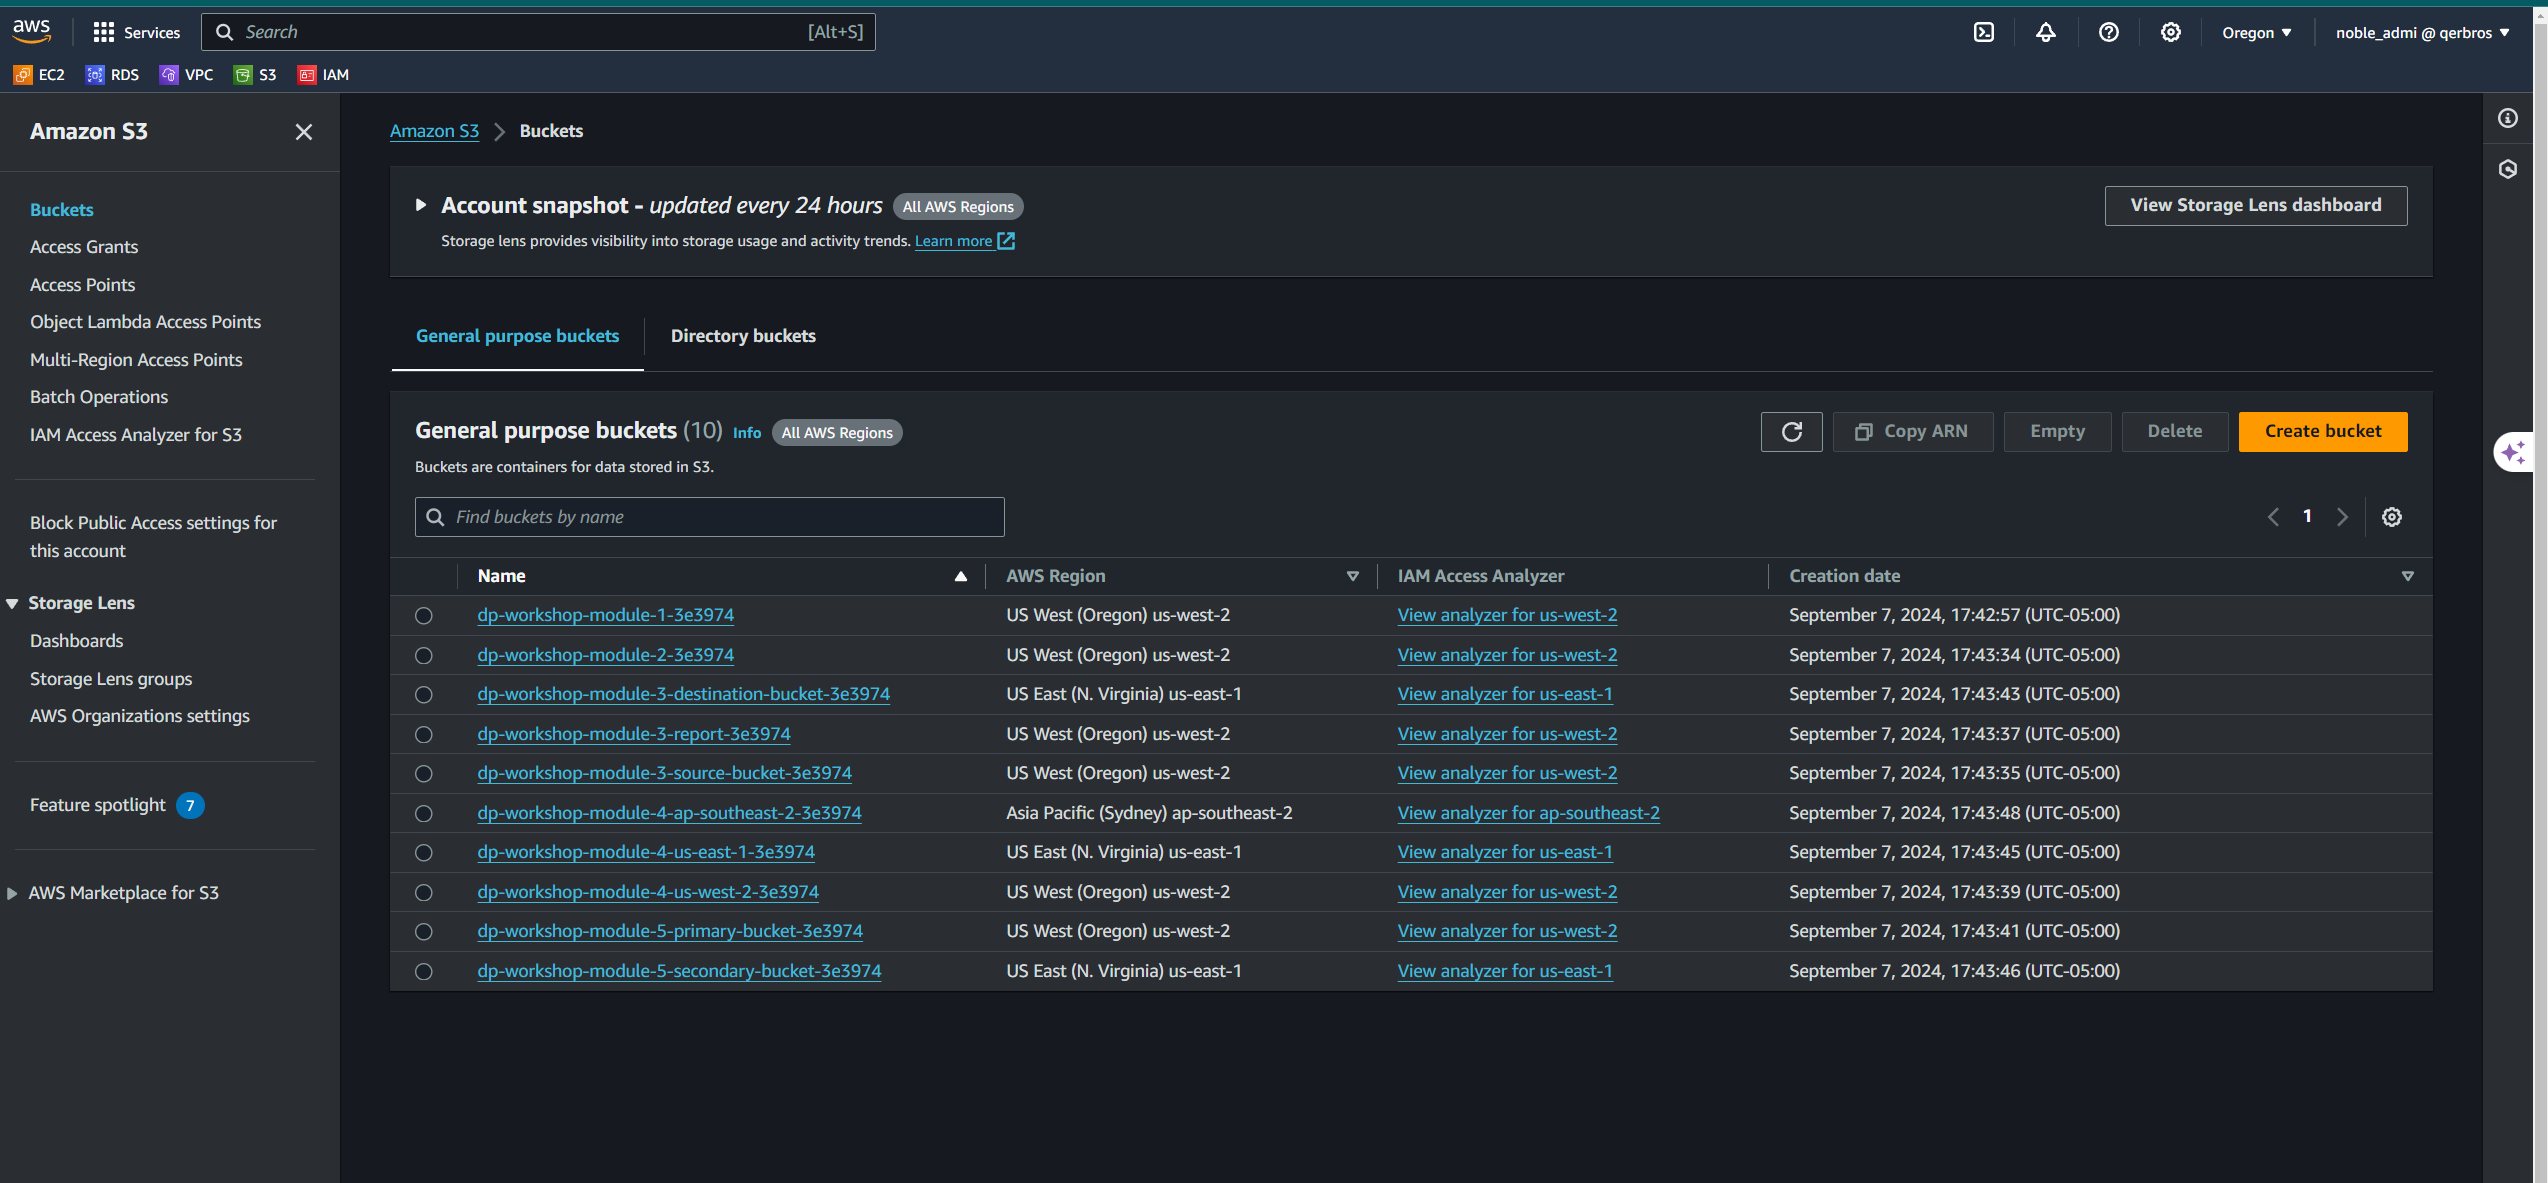 aws
Services
Search
[Alt+S]
Oregon
noble_admi @ qerbros
EC2
RDS
VPC
S3
IAM
Amazon S3
Buckets
Access Grants
Access Points
Object Lambda Access Points
Multi-Region Access Points
Batch Operations
IAM Access Analyzer for S3
Block Public Access settings for
this account
Storage Lens
Dashboards
Storage Lens groups
AWS Organizations settings
Feature spotlight 7
AWS Marketplace for S3
Amazon S3 Buckets
Account snapshot - updated every 24 hours All AWS Regions
Storage lens provides visibility into storage usage and activity trends. Learn more
View Storage Lens dashboard
General purpose buckets
Directory buckets
General purpose buckets (10) Info All AWS Regions
Buckets are containers for data stored in S3.
Copy ARN
Empty
Delete
Create bucket
Find buckets by name
1
Name AWS Region IAM Access Analyzer Creation date
dp-workshop-module-1-3e3974 US West (Oregon) us-west-2 View analyzer for us-west-2 September 7, 2024, 17:42:57 (UTC-05:00)
dp-workshop-module-2-3e3974 US West (Oregon) us-west-2 View analyzer for us-west-2 September 7, 2024, 17:43:34 (UTC-05:00)
dp-workshop-module-3-destination-bucket-3e3974 US East (N. Virginia) us-east-1 View analyzer for us-east-1 September 7, 2024, 17:43:43 (UTC-05:00)
dp-workshop-module-3-report-3e3974 US West (Oregon) us-west-2 View analyzer for us-west-2 September 7, 2024, 17:43:37 (UTC-05:00)
dp-workshop-module-3-source-bucket-3e3974 US West (Oregon) us-west-2 View analyzer for us-west-2 September 7, 2024, 17:43:35 (UTC-05:00)
dp-workshop-module-4-ap-southeast-2-3e3974 Asia Pacific (Sydney) ap-southeast-2 View analyzer for ap-southeast-2 September 7, 2024, 17:43:48 (UTC-05:00)
dp-workshop-module-4-us-east-1-3e3974 US East (N. Virginia) us-east-1 View analyzer for us-east-1 September 7, 2024, 17:43:45 (UTC-05:00)
dp-workshop-module-4-us-west-2-3e3974 US West (Oregon) us-west-2 View analyzer for us-west-2 September 7, 2024, 17:43:39 (UTC-05:00)
dp-workshop-module-5-primary-bucket-3e3974 US West (Oregon) us-west-2 View analyzer for us-west-2 September 7, 2024, 17:43:41 (UTC-05:00)
dp-workshop-module-5-secondary-bucket-3e3974 US East (N. Virginia) us-east-1 View analyzer for us-east-1 September 7, 2024, 17:43:46 (UTC-05:00)